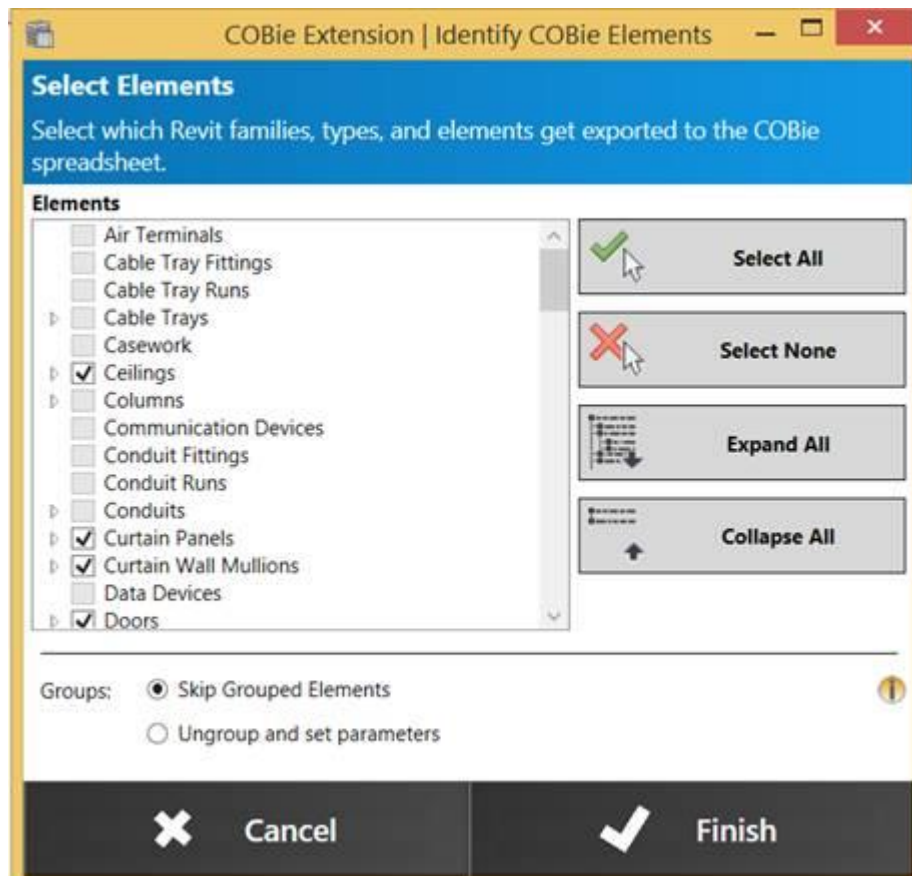 COBie Extension | Identify COBie Elements
Select Elements
Select which Revit families, types, and elements get exported to the COBie
spreadsheet.
Elements
Air Terminals
Cable Tray Fittings
Cable Tray Runs
Cable Trays
Casework
Ceilings
Columns
Communication Devices
Conduit Fittings
Conduit Runs
Conduits
Curtain Panels
Curtain Wall Mullions
Data Devices
Doors
Select All
Select None
Expand All
Collapse All
Groups:
Skip Grouped Elements
Ungroup and set parameters
Cancel
Finish